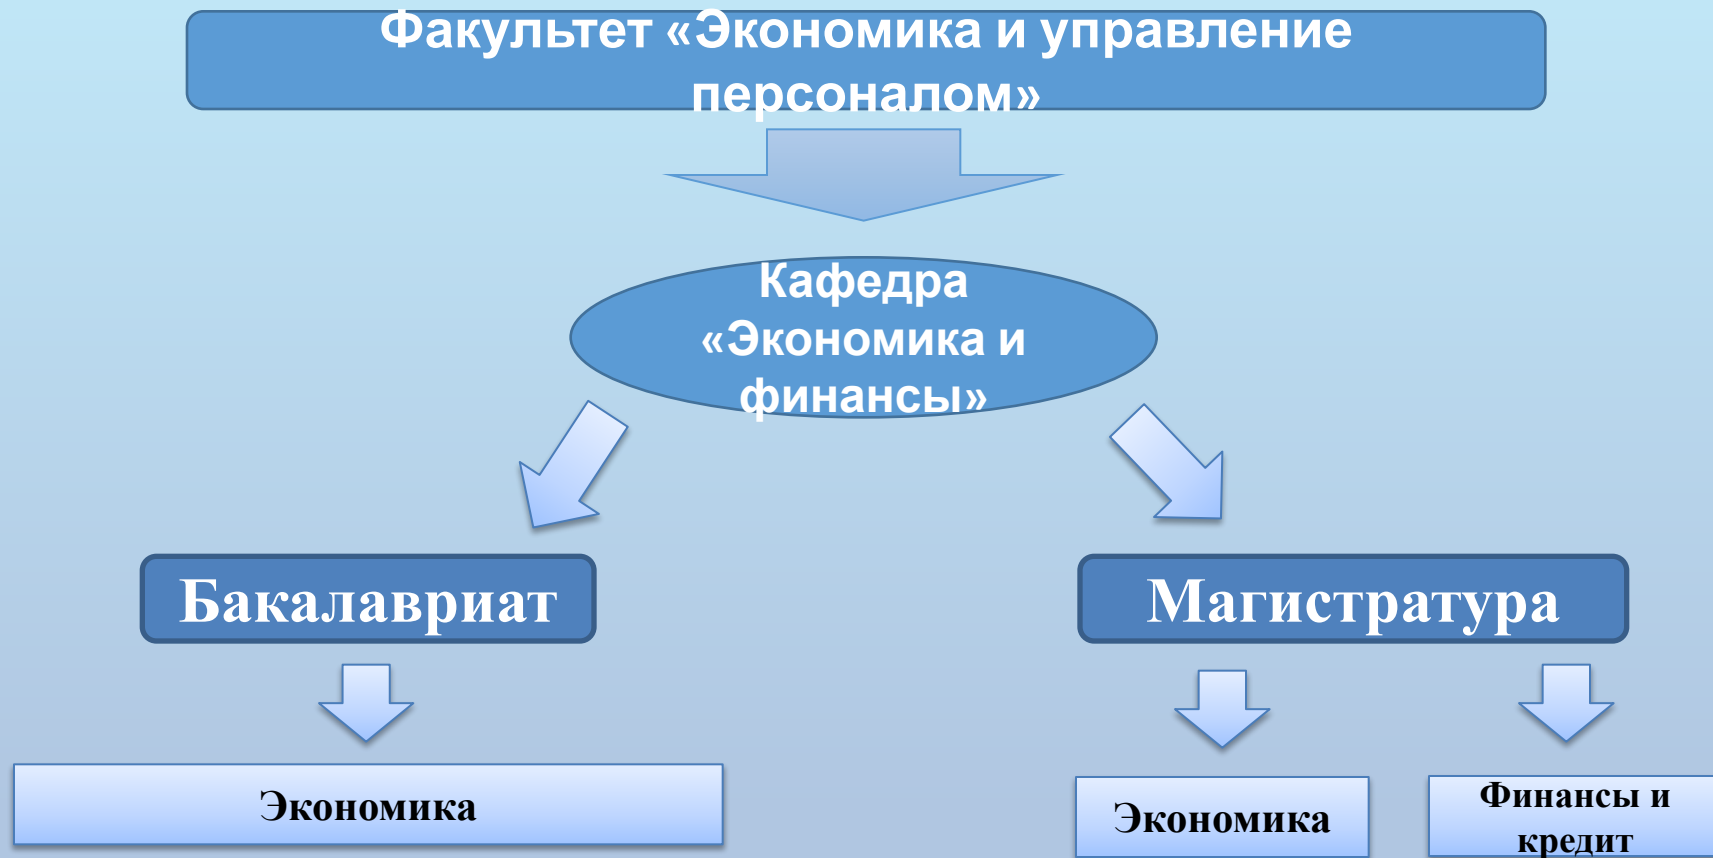 Факультет «Экономика и управление
персоналом»
Кафедра
«Экономика и
финансы»
Бакалавриат
Магистратура
Экономика
Экономика
Финансы и
кредит